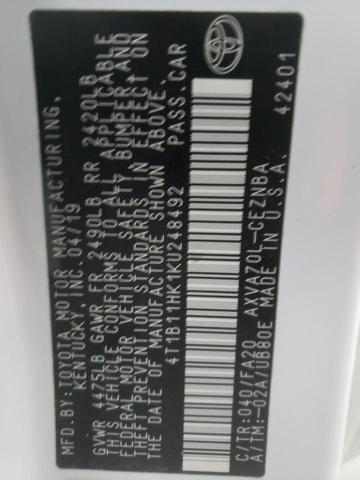 MFD.BY:TOYOTA MOTOR MANUFACTURING,
KENTUCKY INC.04/19
GVWR 4475LB GAWR FR 2490LB RR 2420LB
THIS VEHICLE CONFORMS TO ALL APPLICABLE
FEDERAL MOTOR VEHICLE SAFETY, BUMPER, AND
THEFT PREVENTION STANDARDS IN EFFECT ON
THE DATE OF MANUFACTURE SHOWN ABOVE.
4T1B11HK1KU248492 PASS.CAR
C/TR:040/FA20 AXVA70L-CEZNBA
A/TM:-02A/UB80E MADE IN U.S.A. 42401